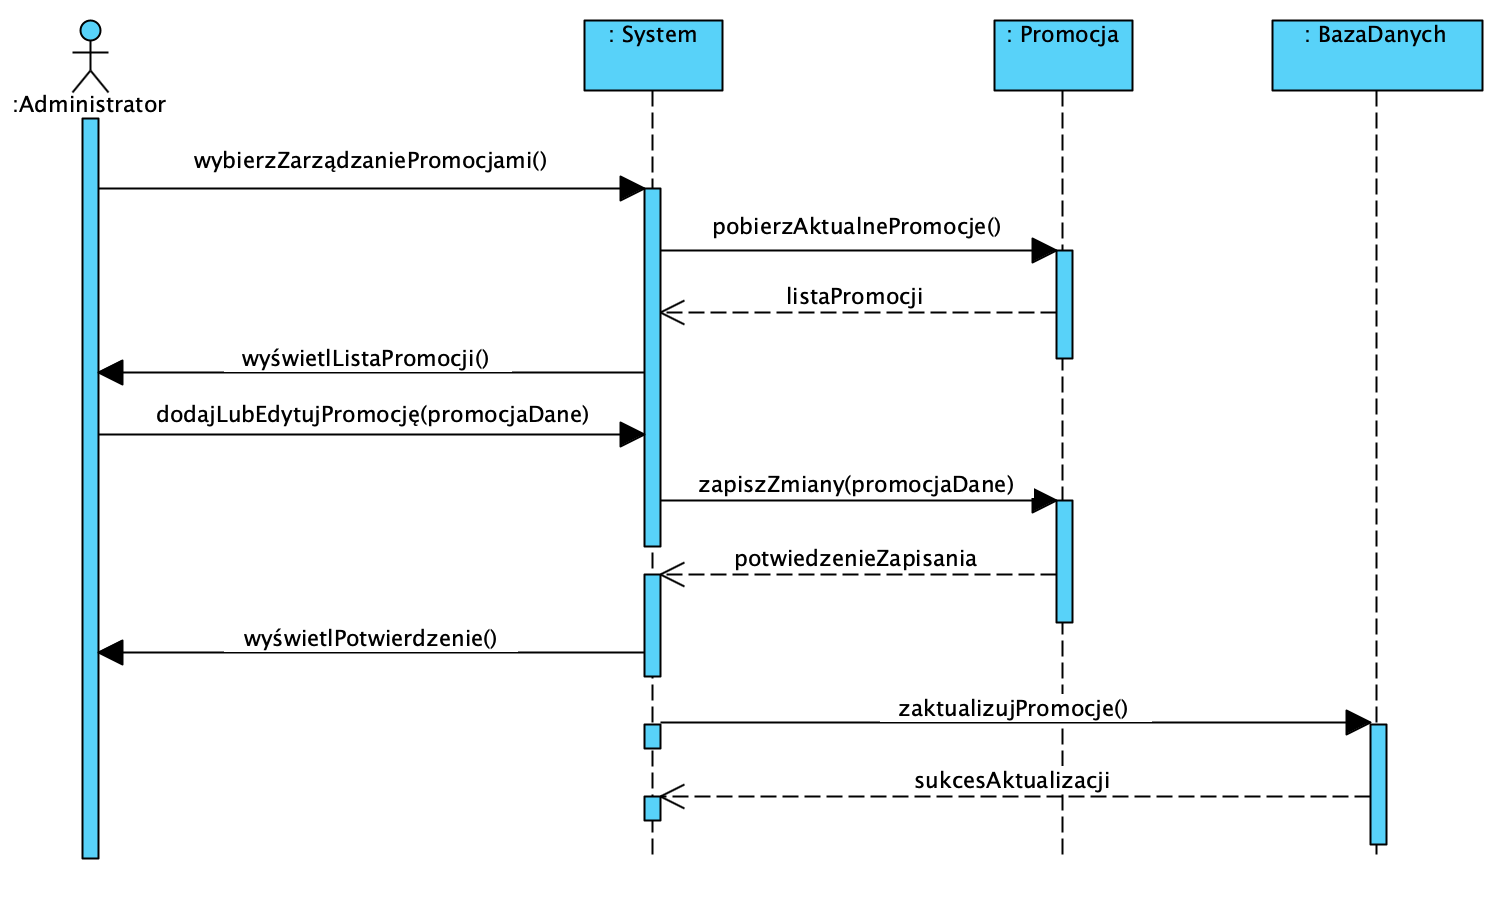 :Administrator
: System
: Promocja
: BazaDanych
wybierzZarządzaniePromocjami()
pobierzAktualnePromocje()
listaPromocji
wyświetlListaPromocji()
dodajLubEdytujPromocję(promocjaDane)
zapiszZmiany(promocjaDane)
potwiedzenieZapisania
wyświetlPotwierdzenie()
zaktualizujPromocje()
sukcesAktualizacji